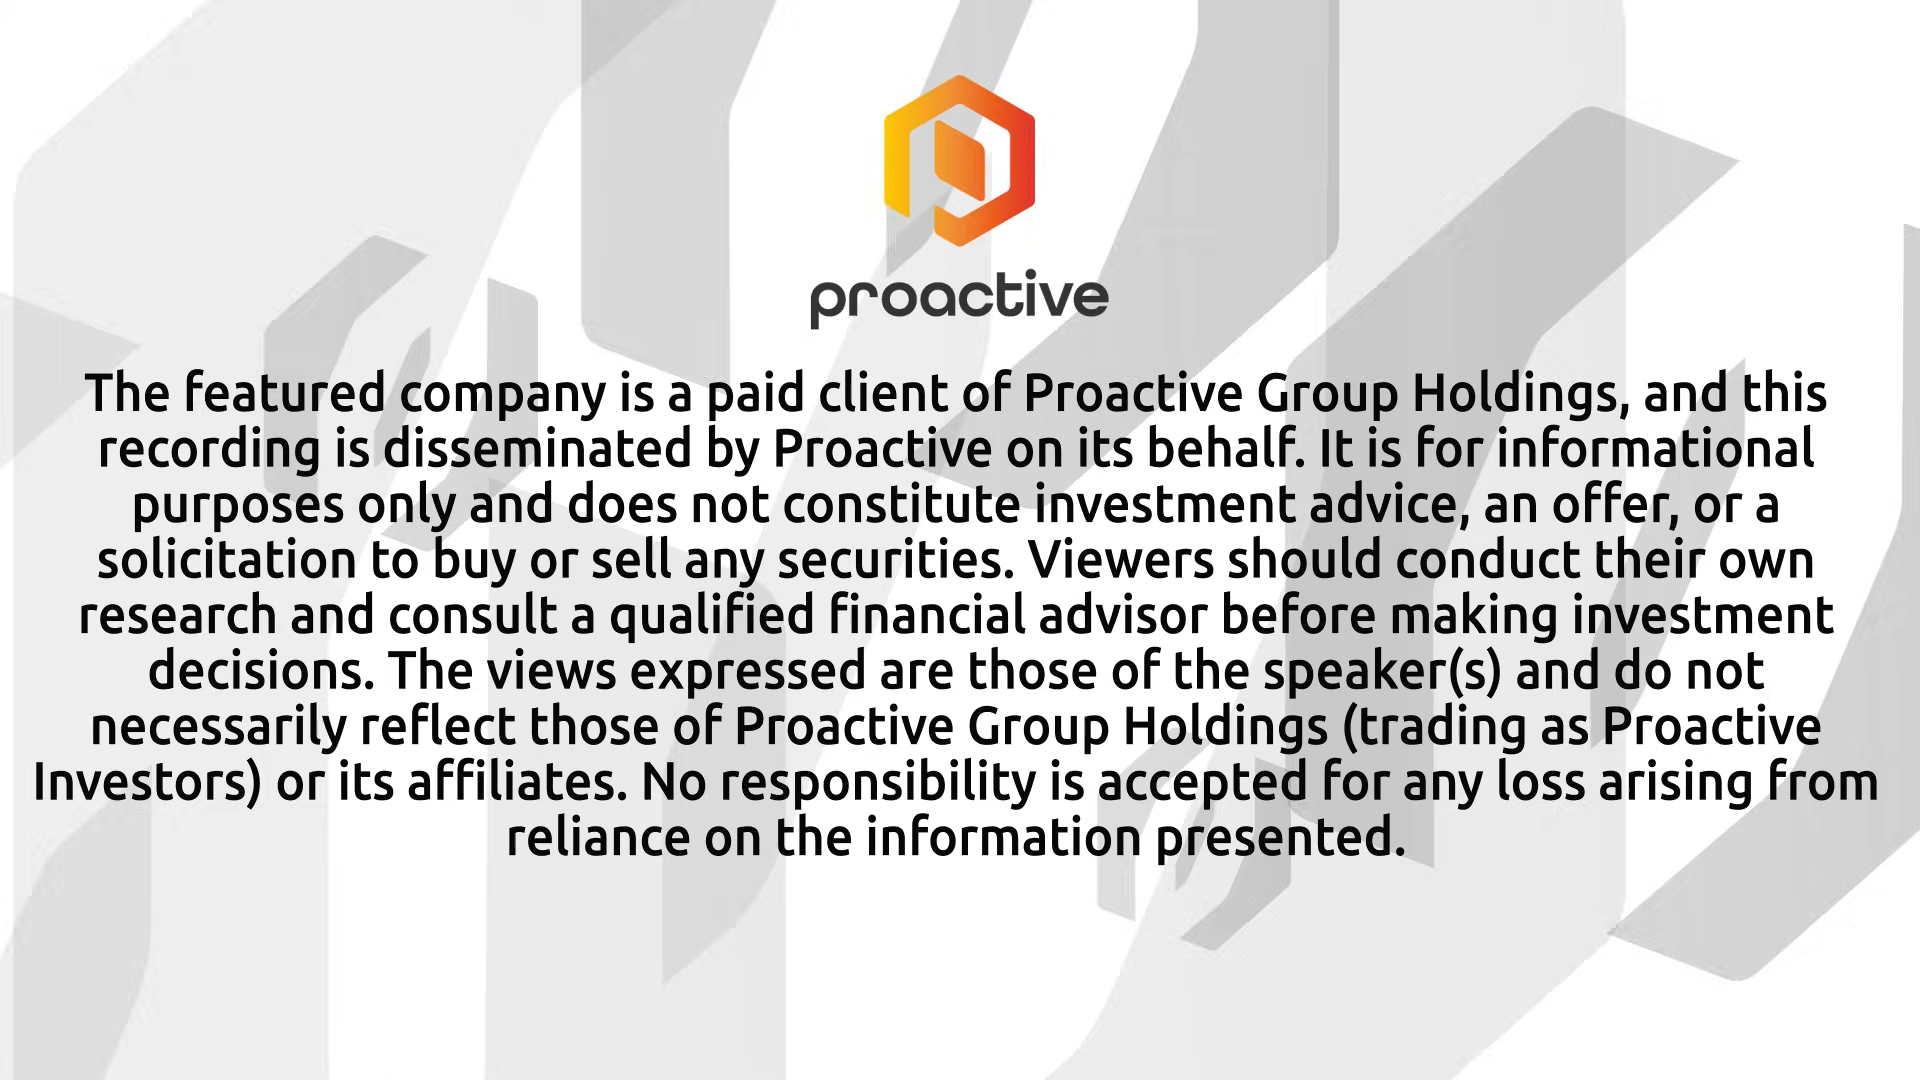 proactive
The featured company is a paid client of Proactive Group Holdings, and this
recording is disseminated by Proactive on its behalf. It is for informational
purposes only and does not constitute investment advice, an offer, or a
solicitation to buy or sell any securities. Viewers should conduct their own
research and consult a qualified financial advisor before making investment
decisions. The views expressed are those of the speaker(s) and do not
necessarily reflect those of Proactive Group Holdings (trading as Proactive
Investors) or its affiliates. No responsibility is accepted for any loss arising from
reliance on the information presented.